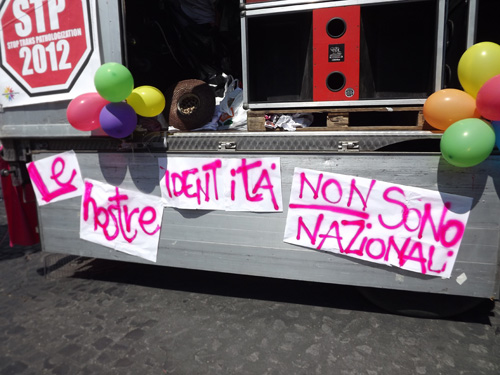 STP
STOP TRANS PATHOLOGIZATION
2012
Le
nostre
IDENTITÀ
NON SONO
NAZIONALI